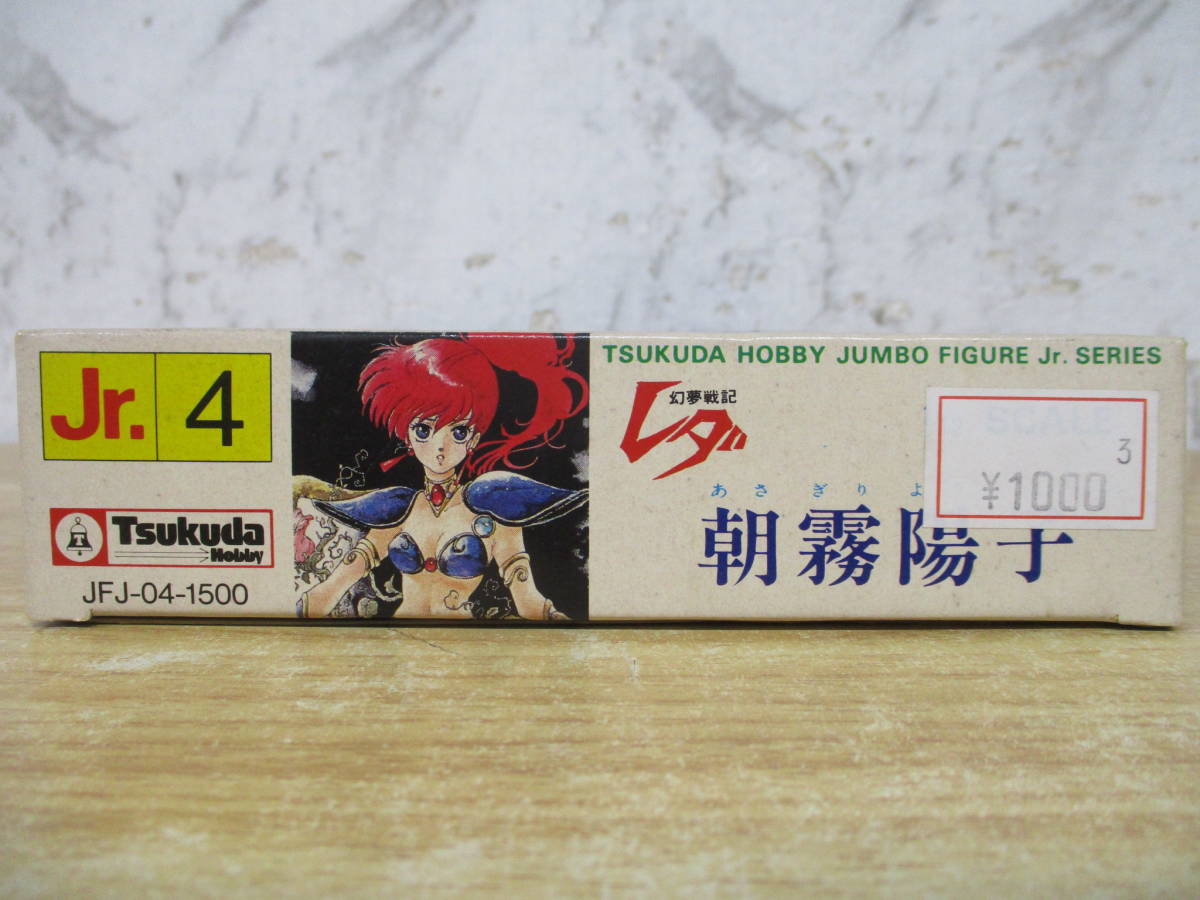 Jr. 4
Tsukuda
Hobby
JFJ-04-1500
TSUKUDA HOBBY JUMBO FIGURE Jr. SERIES
幻夢戦記
レダ
あさぎりよ
朝霧陽子
SCALE
3
¥1000